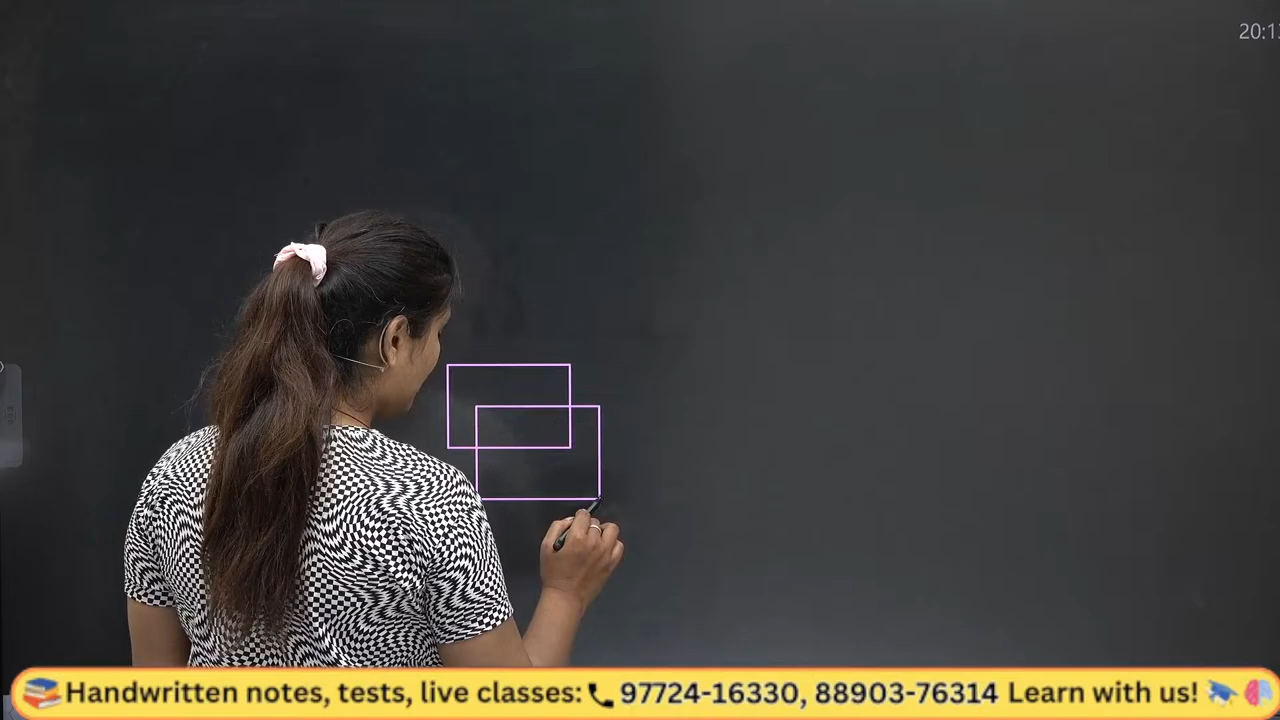 20:1
Handwritten notes, tests, live classes: 97724-16330, 88903-76314 Learn with us!